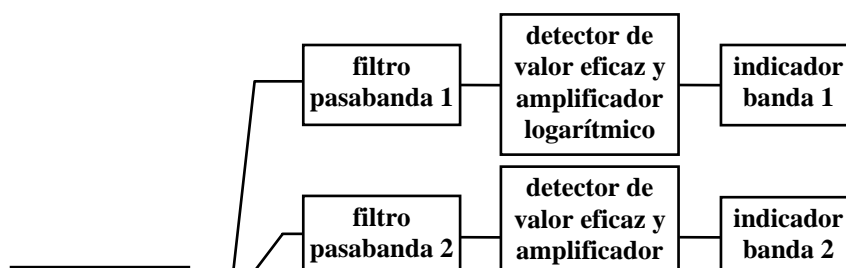 filtro
pasabanda 1
detector de
valor eficaz y
amplificador
logarítmico
indicador
banda 1
filtro
pasabanda 2
detector de
valor eficaz y
amplificador
indicador
banda 2